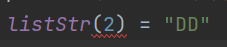 listStr(2) = "DD"